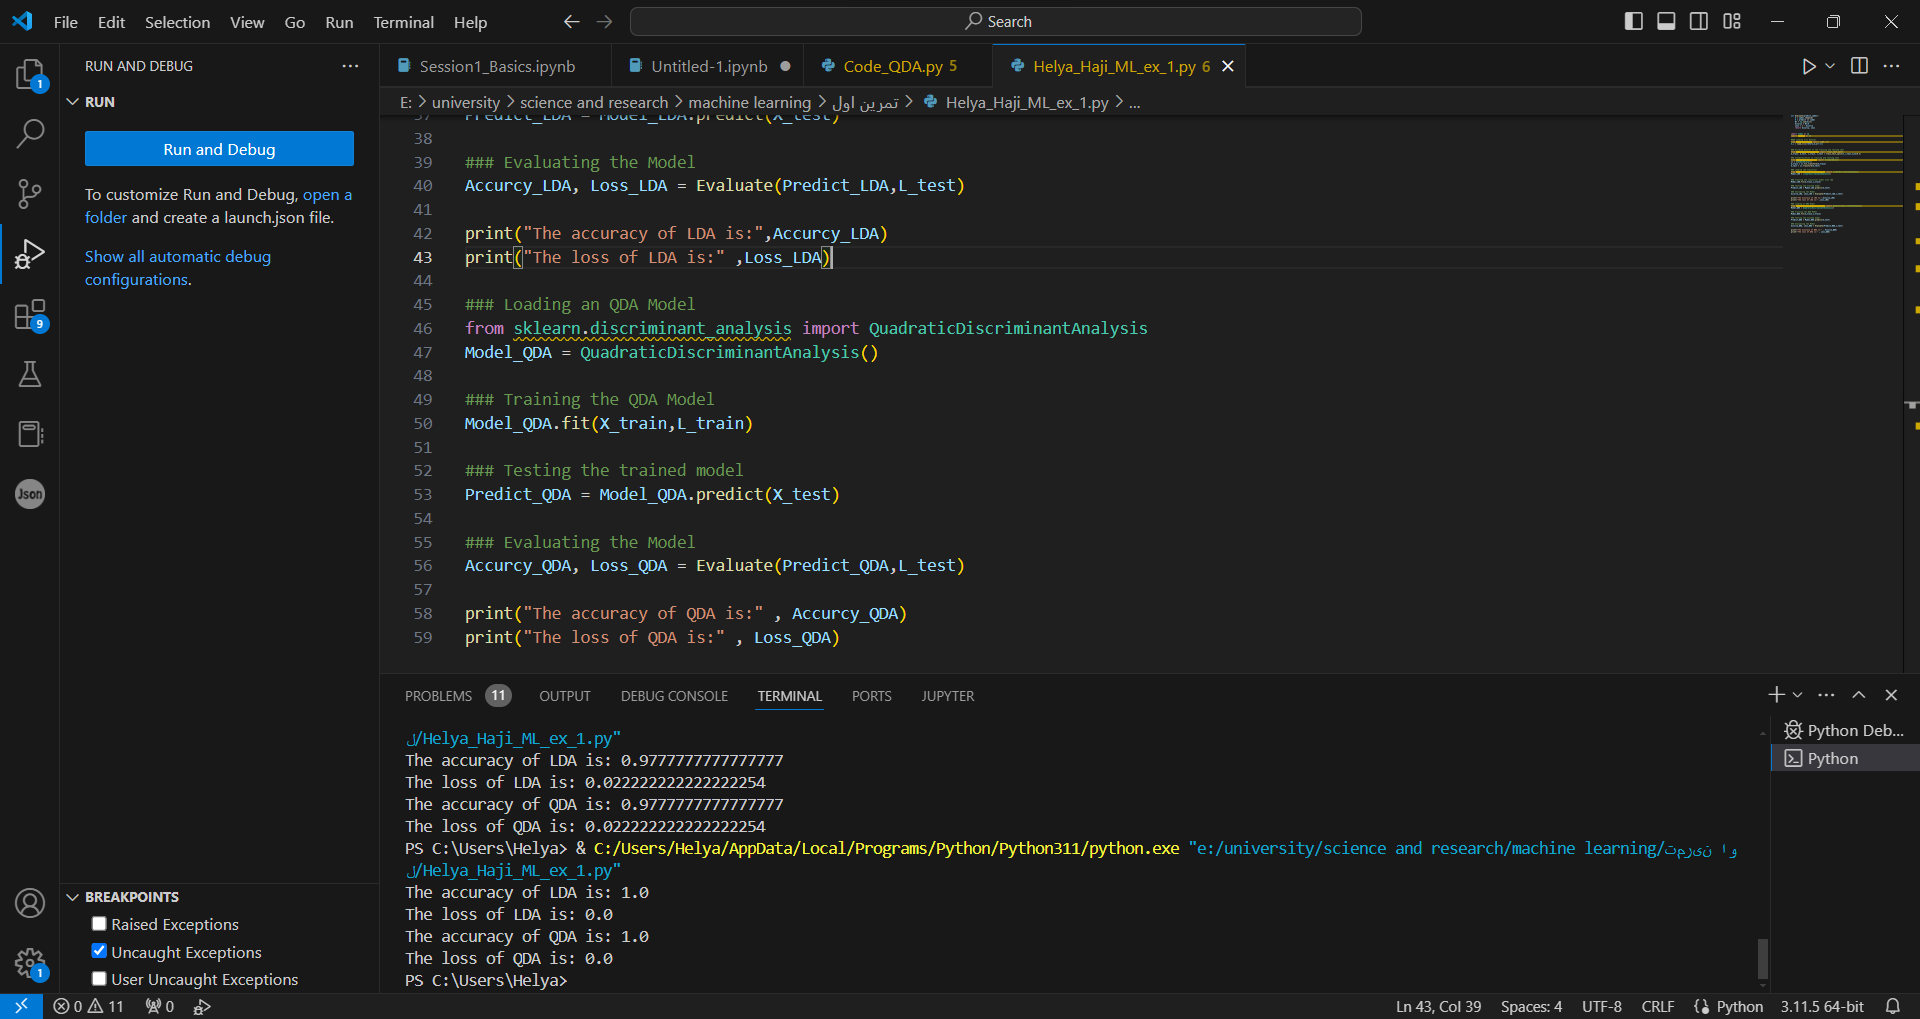 File Edit Selection View Go Run Terminal Help
Search
RUN AND DEBUG
RUN
Run and Debug
To customize Run and Debug, open a
folder and create a launch.json file.
Show all automatic debug
configurations.
1
9
Json
1
BREAKPOINTS
Raised Exceptions
Uncaught Exceptions
User Uncaught Exceptions
Session1_Basics.ipynb
Untitled-1.ipynb
Code_QDA.py 5
Helya_Haji_ML_ex_1.py 6
E: > university > science and research > machine learning > تمرین اول > Helya_Haji_ML_ex_1.py > ...
37 Predict_LDA = Model_LDA.predict(X_test)
38
39 ### Evaluating the Model
40 Accurcy_LDA, Loss_LDA = Evaluate(Predict_LDA,L_test)
41
42 print("The accuracy of LDA is:",Accurcy_LDA)
43 print("The loss of LDA is:" ,Loss_LDA)
44
45 ### Loading an QDA Model
46 from sklearn.discriminant_analysis import QuadraticDiscriminantAnalysis
47 Model_QDA = QuadraticDiscriminantAnalysis()
48
49 ### Training the QDA Model
50 Model_QDA.fit(X_train,L_train)
51
52 ### Testing the trained model
53 Predict_QDA = Model_QDA.predict(X_test)
54
55 ### Evaluating the Model
56 Accurcy_QDA, Loss_QDA = Evaluate(Predict_QDA,L_test)
57
58 print("The accuracy of QDA is:" , Accurcy_QDA)
59 print("The loss of QDA is:" , Loss_QDA)
PROBLEMS 11 OUTPUT DEBUG CONSOLE TERMINAL PORTS JUPYTER
ل/Helya_Haji_ML_ex_1.py"
The accuracy of LDA is: 0.9777777777777777
The loss of LDA is: 0.022222222222222254
The accuracy of QDA is: 0.9777777777777777
The loss of QDA is: 0.022222222222222254
PS C:\Users\Helya> & C:/Users/Helya/AppData/Local/Programs/Python/Python311/python.exe "e:/university/science and research/machine learning/تمرین او
ل/Helya_Haji_ML_ex_1.py"
The accuracy of LDA is: 1.0
The loss of LDA is: 0.0
The accuracy of QDA is: 1.0
The loss of QDA is: 0.0
PS C:\Users\Helya>
Python Deb...
Python
0 11 0
Ln 43, Col 39 Spaces: 4 UTF-8 CRLF Python 3.11.5 64-bit